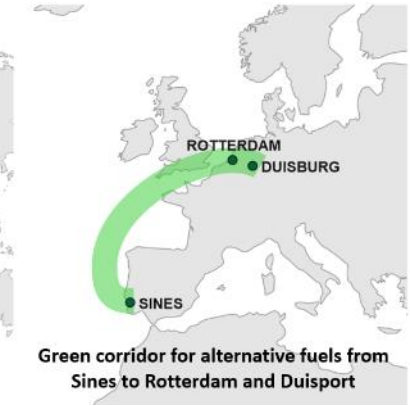 ROTTERDAM
DUISBURG
SINES
Green corridor for alternative fuels from
Sines to Rotterdam and Duisport